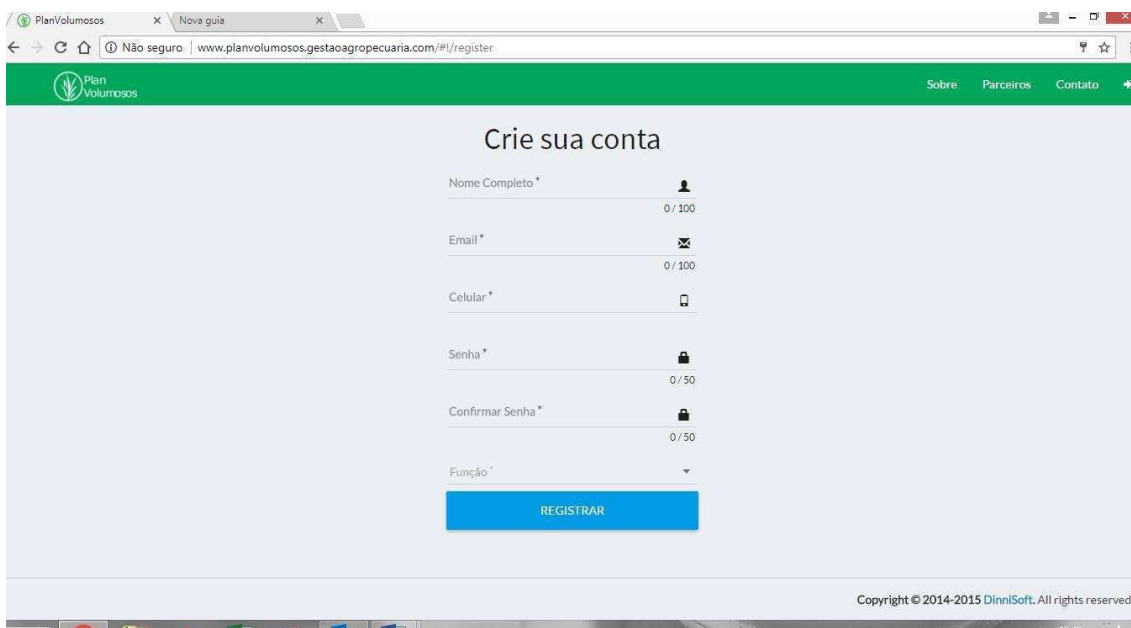 PlanVolumosos
Nova guia
Não seguro | www.planvolumosos.gestaoagropecuaria.com/#!/register
Plan
Volumosos
Sobre Parceiros Contato
Crie sua conta
Nome Completo *
0 / 100
Email *
0 / 100
Celular *
Senha *
0 / 50
Confirmar Senha *
0 / 50
Função *
REGISTRAR
Copyright © 2014-2015 DinniSoft. All rights reserved